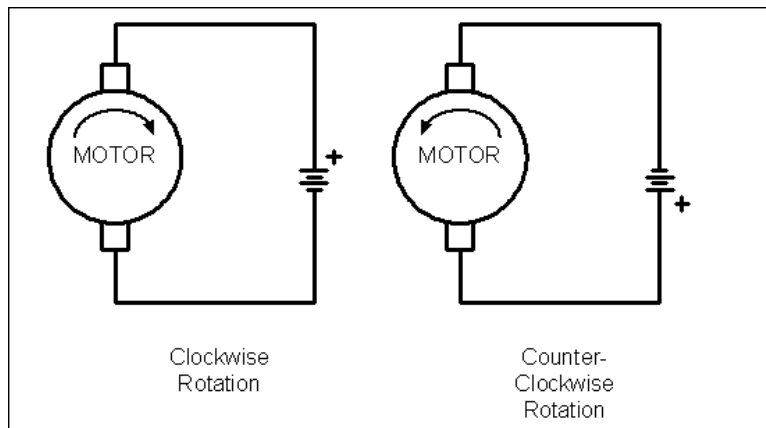 MOTOR
+
Clockwise
Rotation
MOTOR
+
Counter-
Clockwise
Rotation